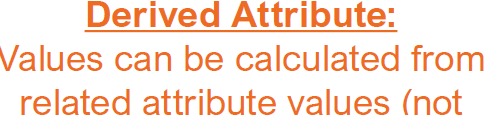 Derived Attribute:
Values can be calculated from
related attribute values (not